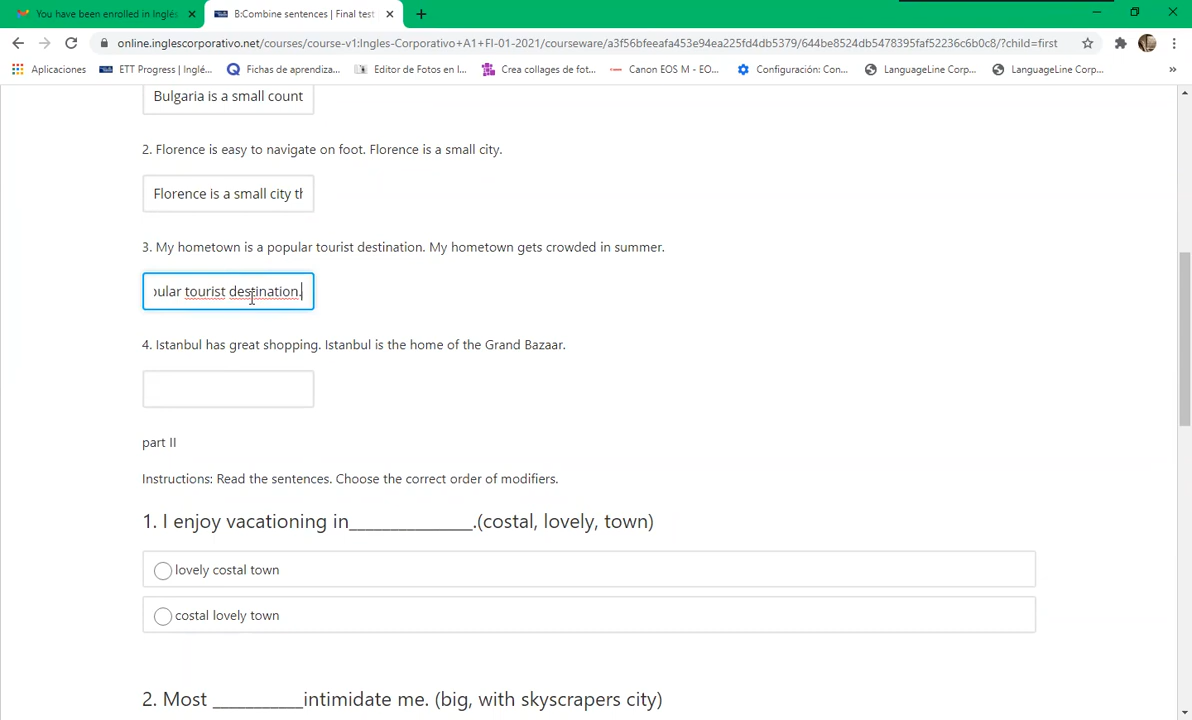 You have been enrolled in Inglés
B:Combine sentences | Final test
online.inglescorporativo.net/courses/course-v1:Ingles-Corporativo+A1+FI-01-2021/courseware/a3f56bfeeafa453e94ea225fd4db5379/644be8524db5478395faf52236c6b0c8/?child=first
Aplicaciones
ETT Progress | Inglé...
Fichas de aprendiza...
Editor de Fotos en l...
Crea collages de fot...
Canon EOS M - EO...
Configuración: Con...
LanguageLine Corp...
LanguageLine Corp...
Bulgaria is a small count
2. Florence is easy to navigate on foot. Florence is a small city.
Florence is a small city th
3. My hometown is a popular tourist destination. My hometown gets crowded in summer.
pular tourist destination.
4. Istanbul has great shopping. Istanbul is the home of the Grand Bazaar.
part II
Instructions: Read the sentences. Choose the correct order of modifiers.
1. I enjoy vacationing in______________.(costal, lovely, town)
lovely costal town
costal lovely town
2. Most __________intimidate me. (big, with skyscrapers city)